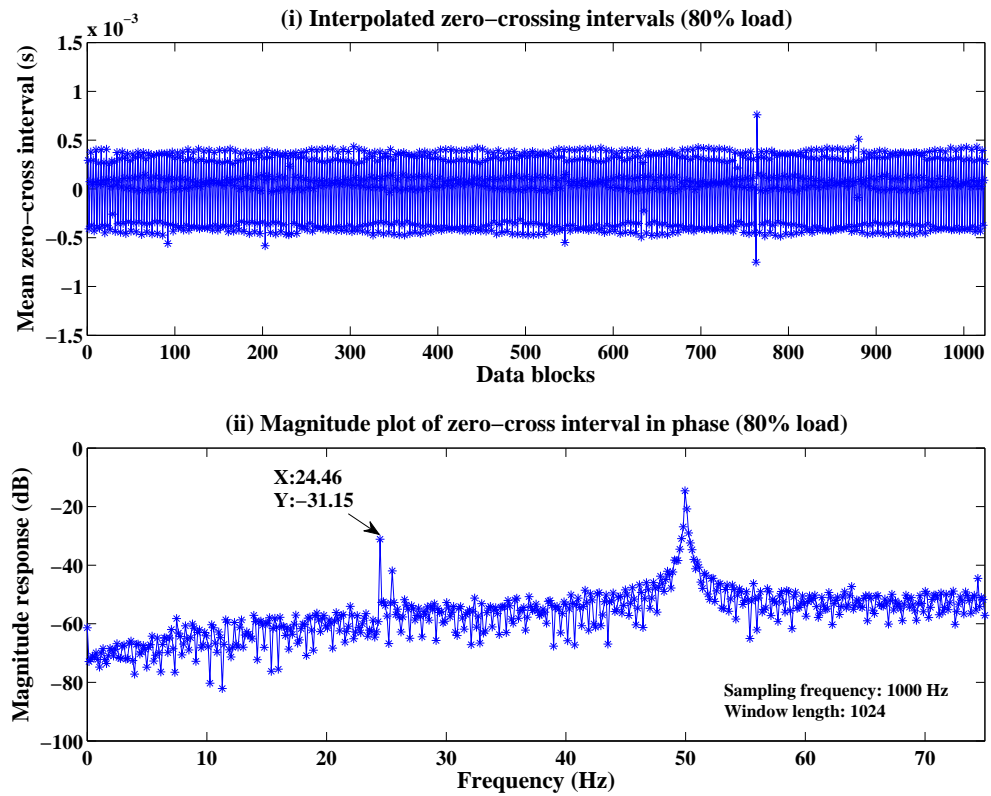 (i) Interpolated zero−crossing intervals (80% load)
x 10−3
1.5
1
0.5
0
−0.5
−1
−1.5
Mean zero−cross interval (s)
0 100 200 300 400 500 600 700 800 900 1000
Data blocks
(ii) Magnitude plot of zero−cross interval in phase (80% load)
0
−20
−40
−60
−80
−100
Magnitude response (dB)
X:24.46
Y:−31.15
Sampling frequency: 1000 Hz
Window length: 1024
0 10 20 30 40 50 60 70
Frequency (Hz)